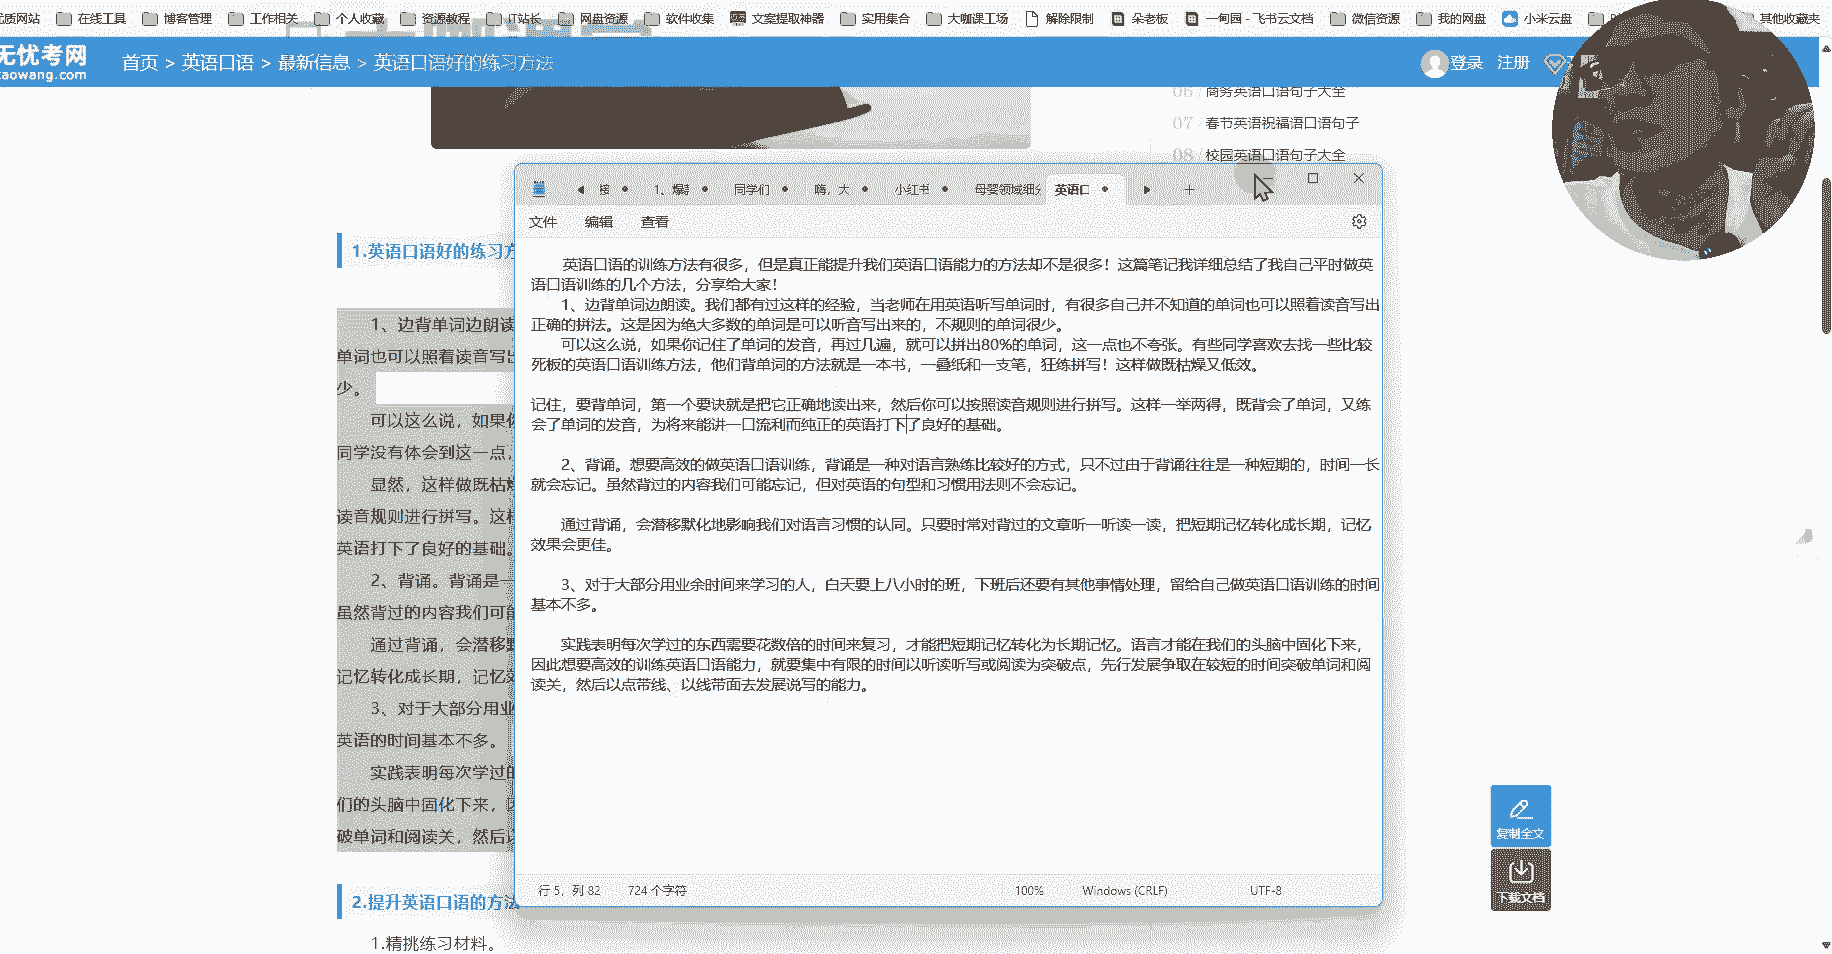 优质网站 在线工具 博客管理 工作相关 个人收藏 资源教程 IT站长 网盘资源 软件收集 文案提取神器 实用集合 大咖课工场 解除限制 朵老板 一甸园 - 飞书云文档 微信资源 我的网盘 小米云盘 其他收藏夹
无忧考网 首页 > 英语口语 > 最新信息 > 英语口语好的练习方法 登录 注册
taowang.com
06 / 商务英语口语句子大全
07 / 春节英语祝福语口语句子
08 / 校园英语口语句子大全
1、爆 同学们 嗨，大 小红书 母婴领域细分 英语口
文件 编辑 查看
1.英语口语好的练习方
英语口语的训练方法有很多，但是真正能提升我们英语口语能力的方法却不是很多！这篇笔记我详细总结了我自己平时做英
语口语训练的几个方法，分享给大家！
1、边背单词边朗读。我们都有过这样的经验，当老师在用英语听写单词时，有很多自己并不知道的单词也可以照着读音写出
正确的拼法。这是因为绝大多数的单词是可以听音写出来的，不规则的单词很少。
可以这么说，如果你记住了单词的发音，再过几遍，就可以拼出80%的单词，这一点也不夸张。有些同学喜欢去找一些比较
死板的英语口语训练方法，他们背单词的方法就是一本书，一叠纸和一支笔，狂练拼写！这样做既枯燥又低效。
记住，要背单词，第一个要诀就是把它正确地读出来，然后你可以按照读音规则进行拼写。这样一举两得，既背会了单词，又练
会了单词的发音，为将来能讲一口流利而纯正的英语打下了良好的基础。
2、背诵。想要高效的做英语口语训练，背诵是一种对语言熟练比较好的方式，只不过由于背诵往往是一种短期的，时间一长
就会忘记。虽然背过的内容我们可能忘记，但对英语的句型和习惯用法则不会忘记。
通过背诵，会潜移默化地影响我们对语言习惯的认同。只要时常对背过的文章听一听读一读，把短期记忆转化成长期，记忆
效果会更佳。
3、对于大部分用业余时间来学习的人，白天要上八小时的班，下班后还要有其他事情处理，留给自己做英语口语训练的时间
基本不多。
实践表明每次学过的东西需要花数倍的时间来复习，才能把短期记忆转化为长期记忆。语言才能在我们的头脑中固化下来，
因此想要高效的训练英语口语能力，就要集中有限的时间以听读听写或阅读为突破点，先行发展争取在较短的时间突破单词和阅
读关，然后以点带线、以线带面去发展说写的能力。
行 5，列 82 724 个字符 100% Windows (CRLF) UTF-8
1、边背单词边朗读
单词也可以照着读音写出
少。
可以这么说，如果你
同学没有体会到这一点，
显然，这样做既枯燥
读音规则进行拼写。这样
英语打下了良好的基础。
2、背诵。背诵是一
虽然背过的内容我们可能
通过背诵，会潜移默
记忆转化成长期，记忆效
3、对于大部分用业
英语的时间基本不多。
实践表明每次学过的
们的头脑中固化下来，因
破单词和阅读关，然后以
2.提升英语口语的方法
1.精挑练习材料。
复制全文
下载文档